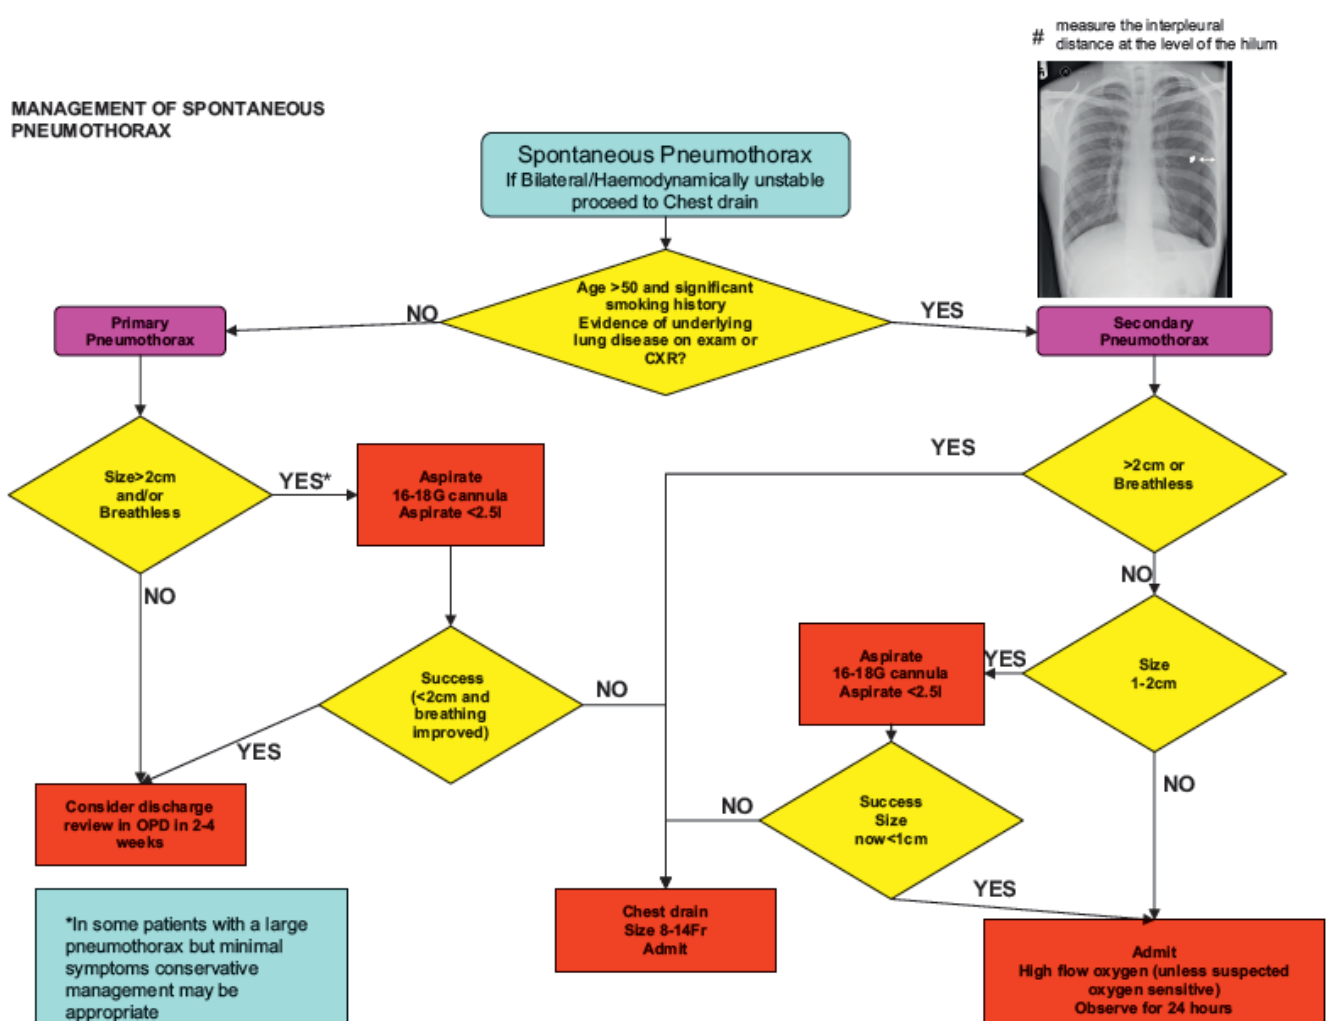 # measure the interpleural
distance at the level of the hilum
MANAGEMENT OF SPONTANEOUS
PNEUMOTHORAX
Spontaneous Pneumothorax
If Bilateral/Haemodynamically unstable
proceed to Chest drain
Age >50 and significant
smoking history
Evidence of underlying
lung disease on exam or
CXR?
NO
YES
Primary
Pneumothorax
Secondary
Pneumothorax
Size>2cm
and/or
Breathless
YES*
Aspirate
16-18G cannula
Aspirate <2.5l
NO
Success
(<2cm and
breathing
improved)
YES
NO
Consider discharge
review in OPD in 2-4
weeks
>2cm or
Breathless
YES
NO
Size
1-2cm
YES
Aspirate
16-18G cannula
Aspirate <2.5l
NO
Success
Size
now<1cm
NO
YES
Chest drain
Size 8-14Fr
Admit
Admit
High flow oxygen (unless suspected
oxygen sensitive)
Observe for 24 hours
*In some patients with a large
pneumothorax but minimal
symptoms conservative
management may be
appropriate